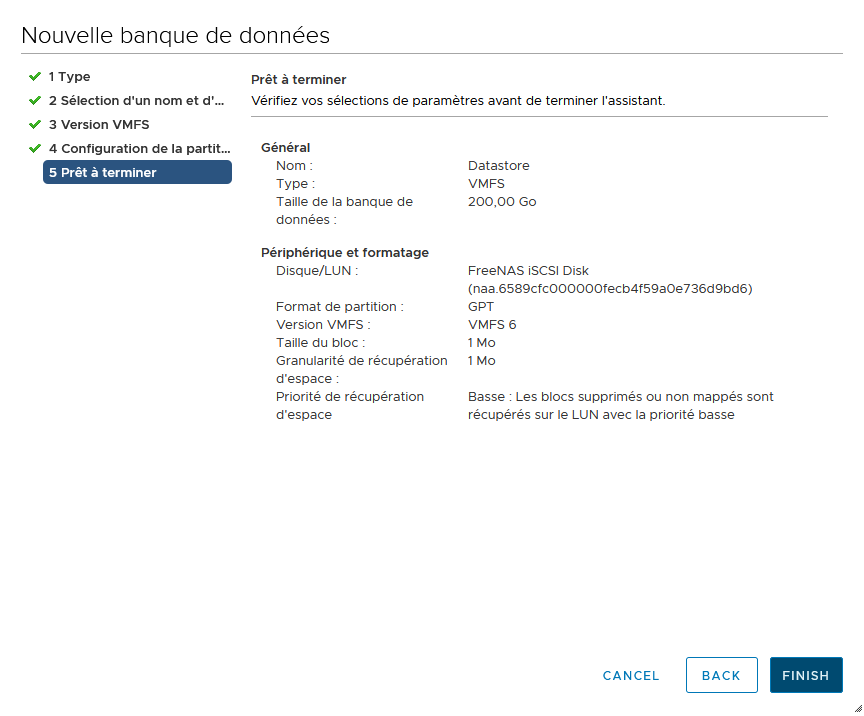 Nouvelle banque de données
1 Type
2 Sélection d'un nom et d'...
3 Version VMFS
4 Configuration de la partit...
5 Prêt à terminer
Prêt à terminer
Vérifiez vos sélections de paramètres avant de terminer l'assistant.
Général
Nom : Datastore
Type : VMFS
Taille de la banque de 200,00 Go
données :
Périphérique et formatage
Disque/LUN : FreeNAS iSCSI Disk
(naa.6589cfc000000fecb4f59a0e736d9bd6)
Format de partition : GPT
Version VMFS : VMFS 6
Taille du bloc : 1 Mo
Granularité de récupération 1 Mo
d'espace :
Priorité de récupération Basse : Les blocs supprimés ou non mappés sont
d'espace récupérés sur le LUN avec la priorité basse
CANCEL BACK FINISH